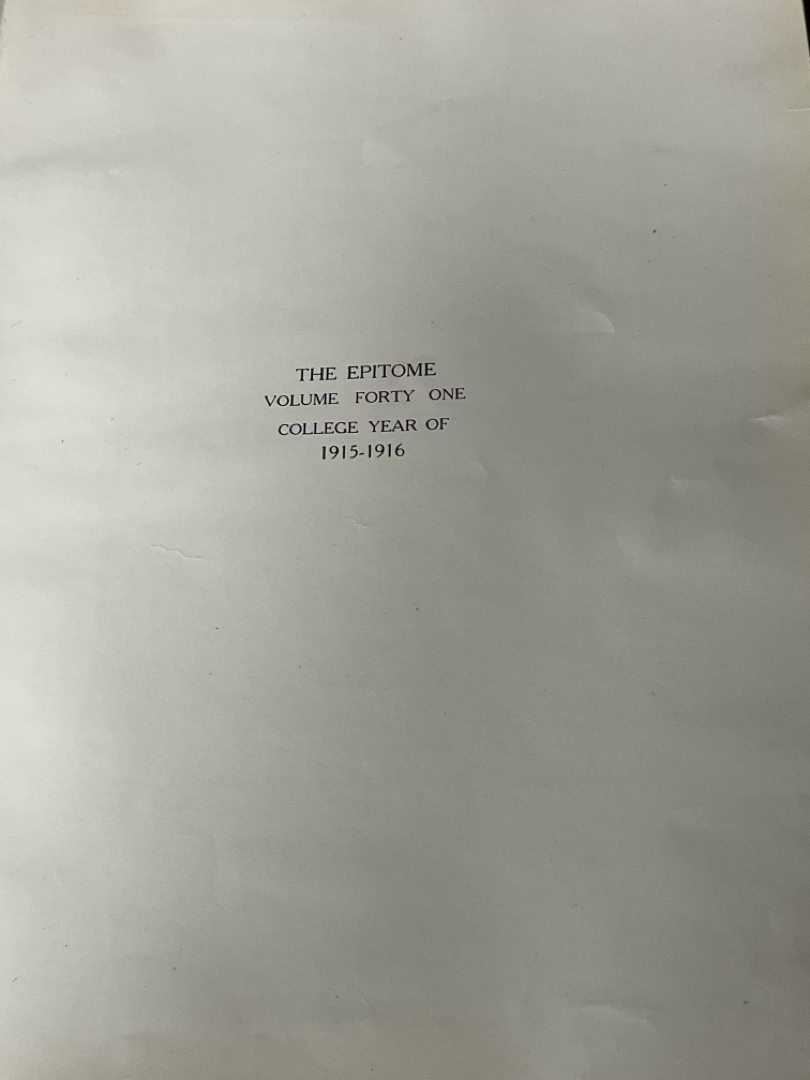 THE EPITOME
VOLUME FORTY ONE
COLLEGE YEAR OF
1915-1916